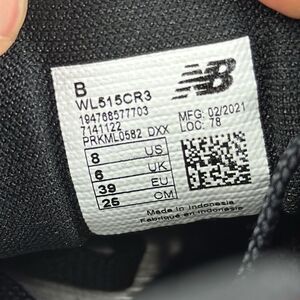 B
NB
WL515CR3
194768577703
7141122
PRKML0582 DXX
MFG: 02/2021
LOC: 78
8 US
6 UK
39 EU
25 CM
Made in Indonesia
Fabriqué en Indonésie